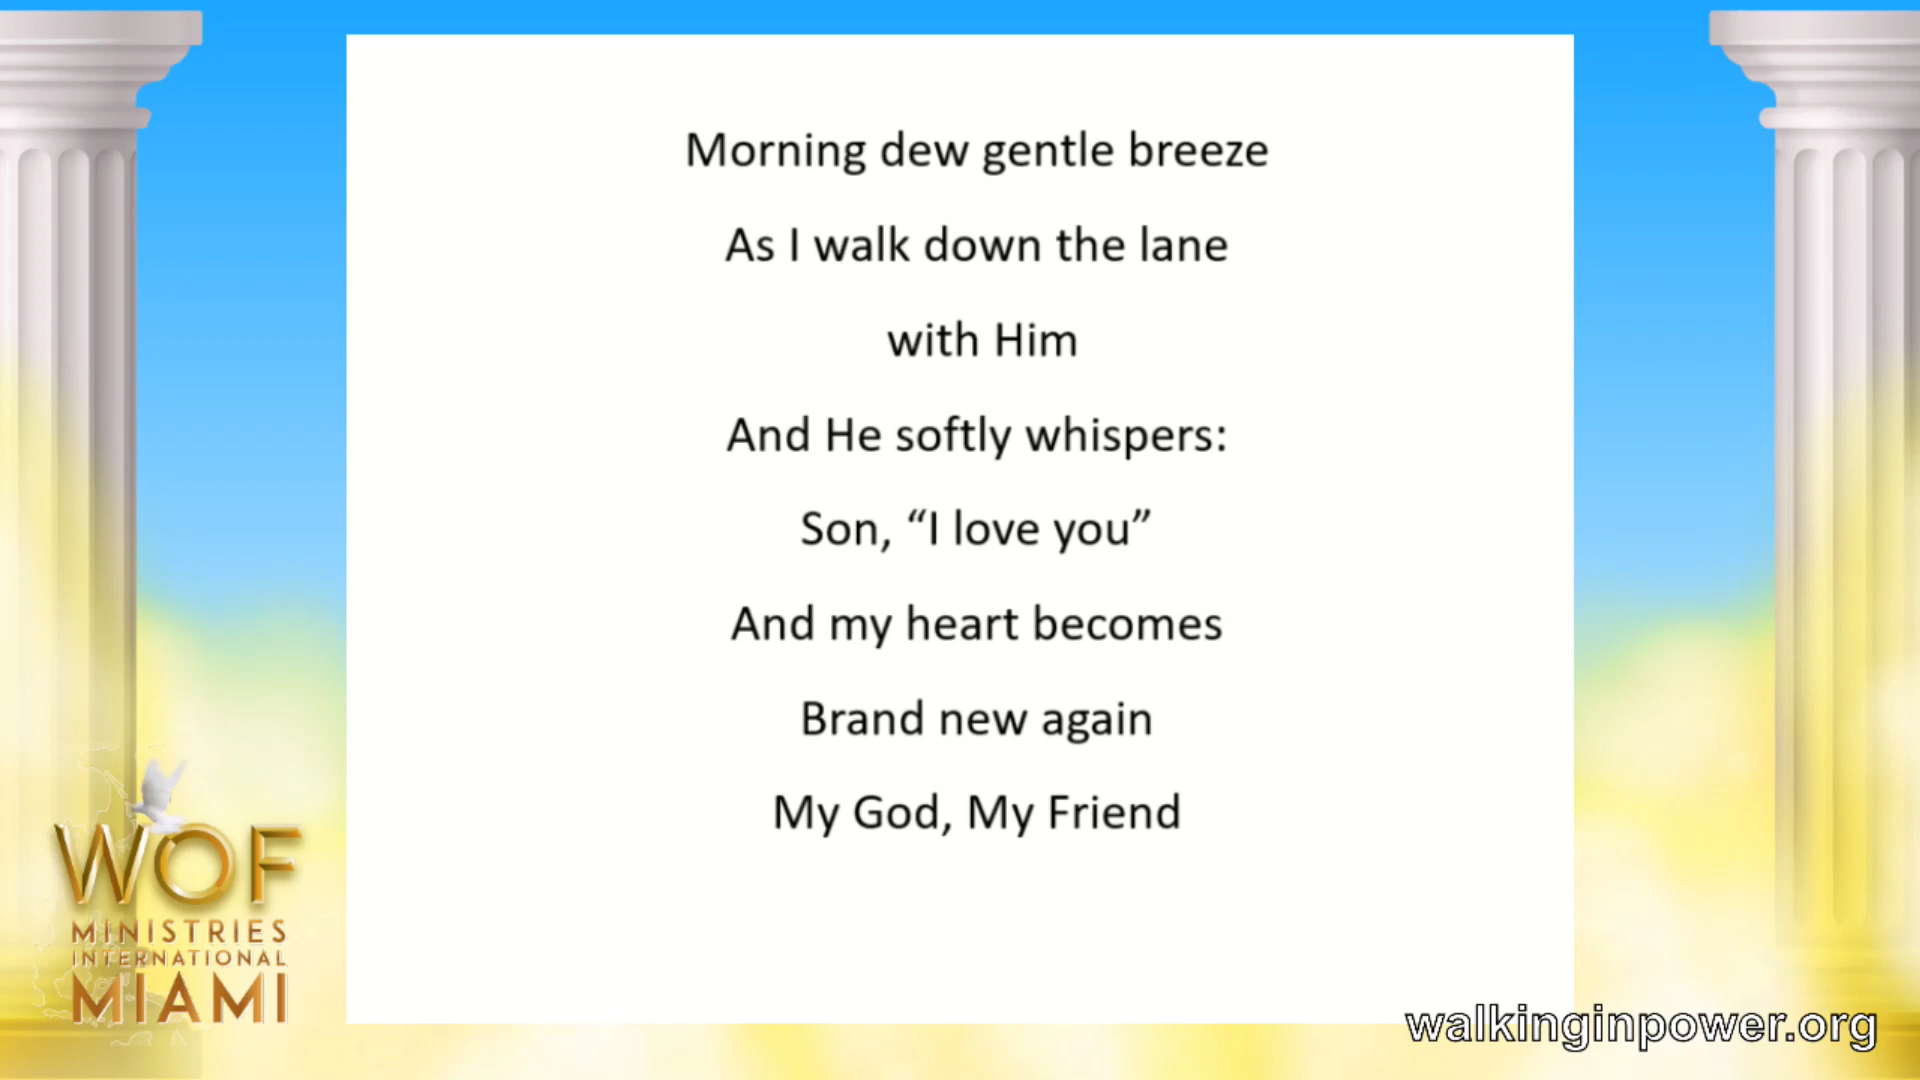 Morning dew gentle breeze
As I walk down the lane
with Him
And He softly whispers:
Son, “I love you”
And my heart becomes
Brand new again
My God, My Friend
WOF
MINISTRIES
INTERNATIONAL
MIAMI
walkinginpower.org